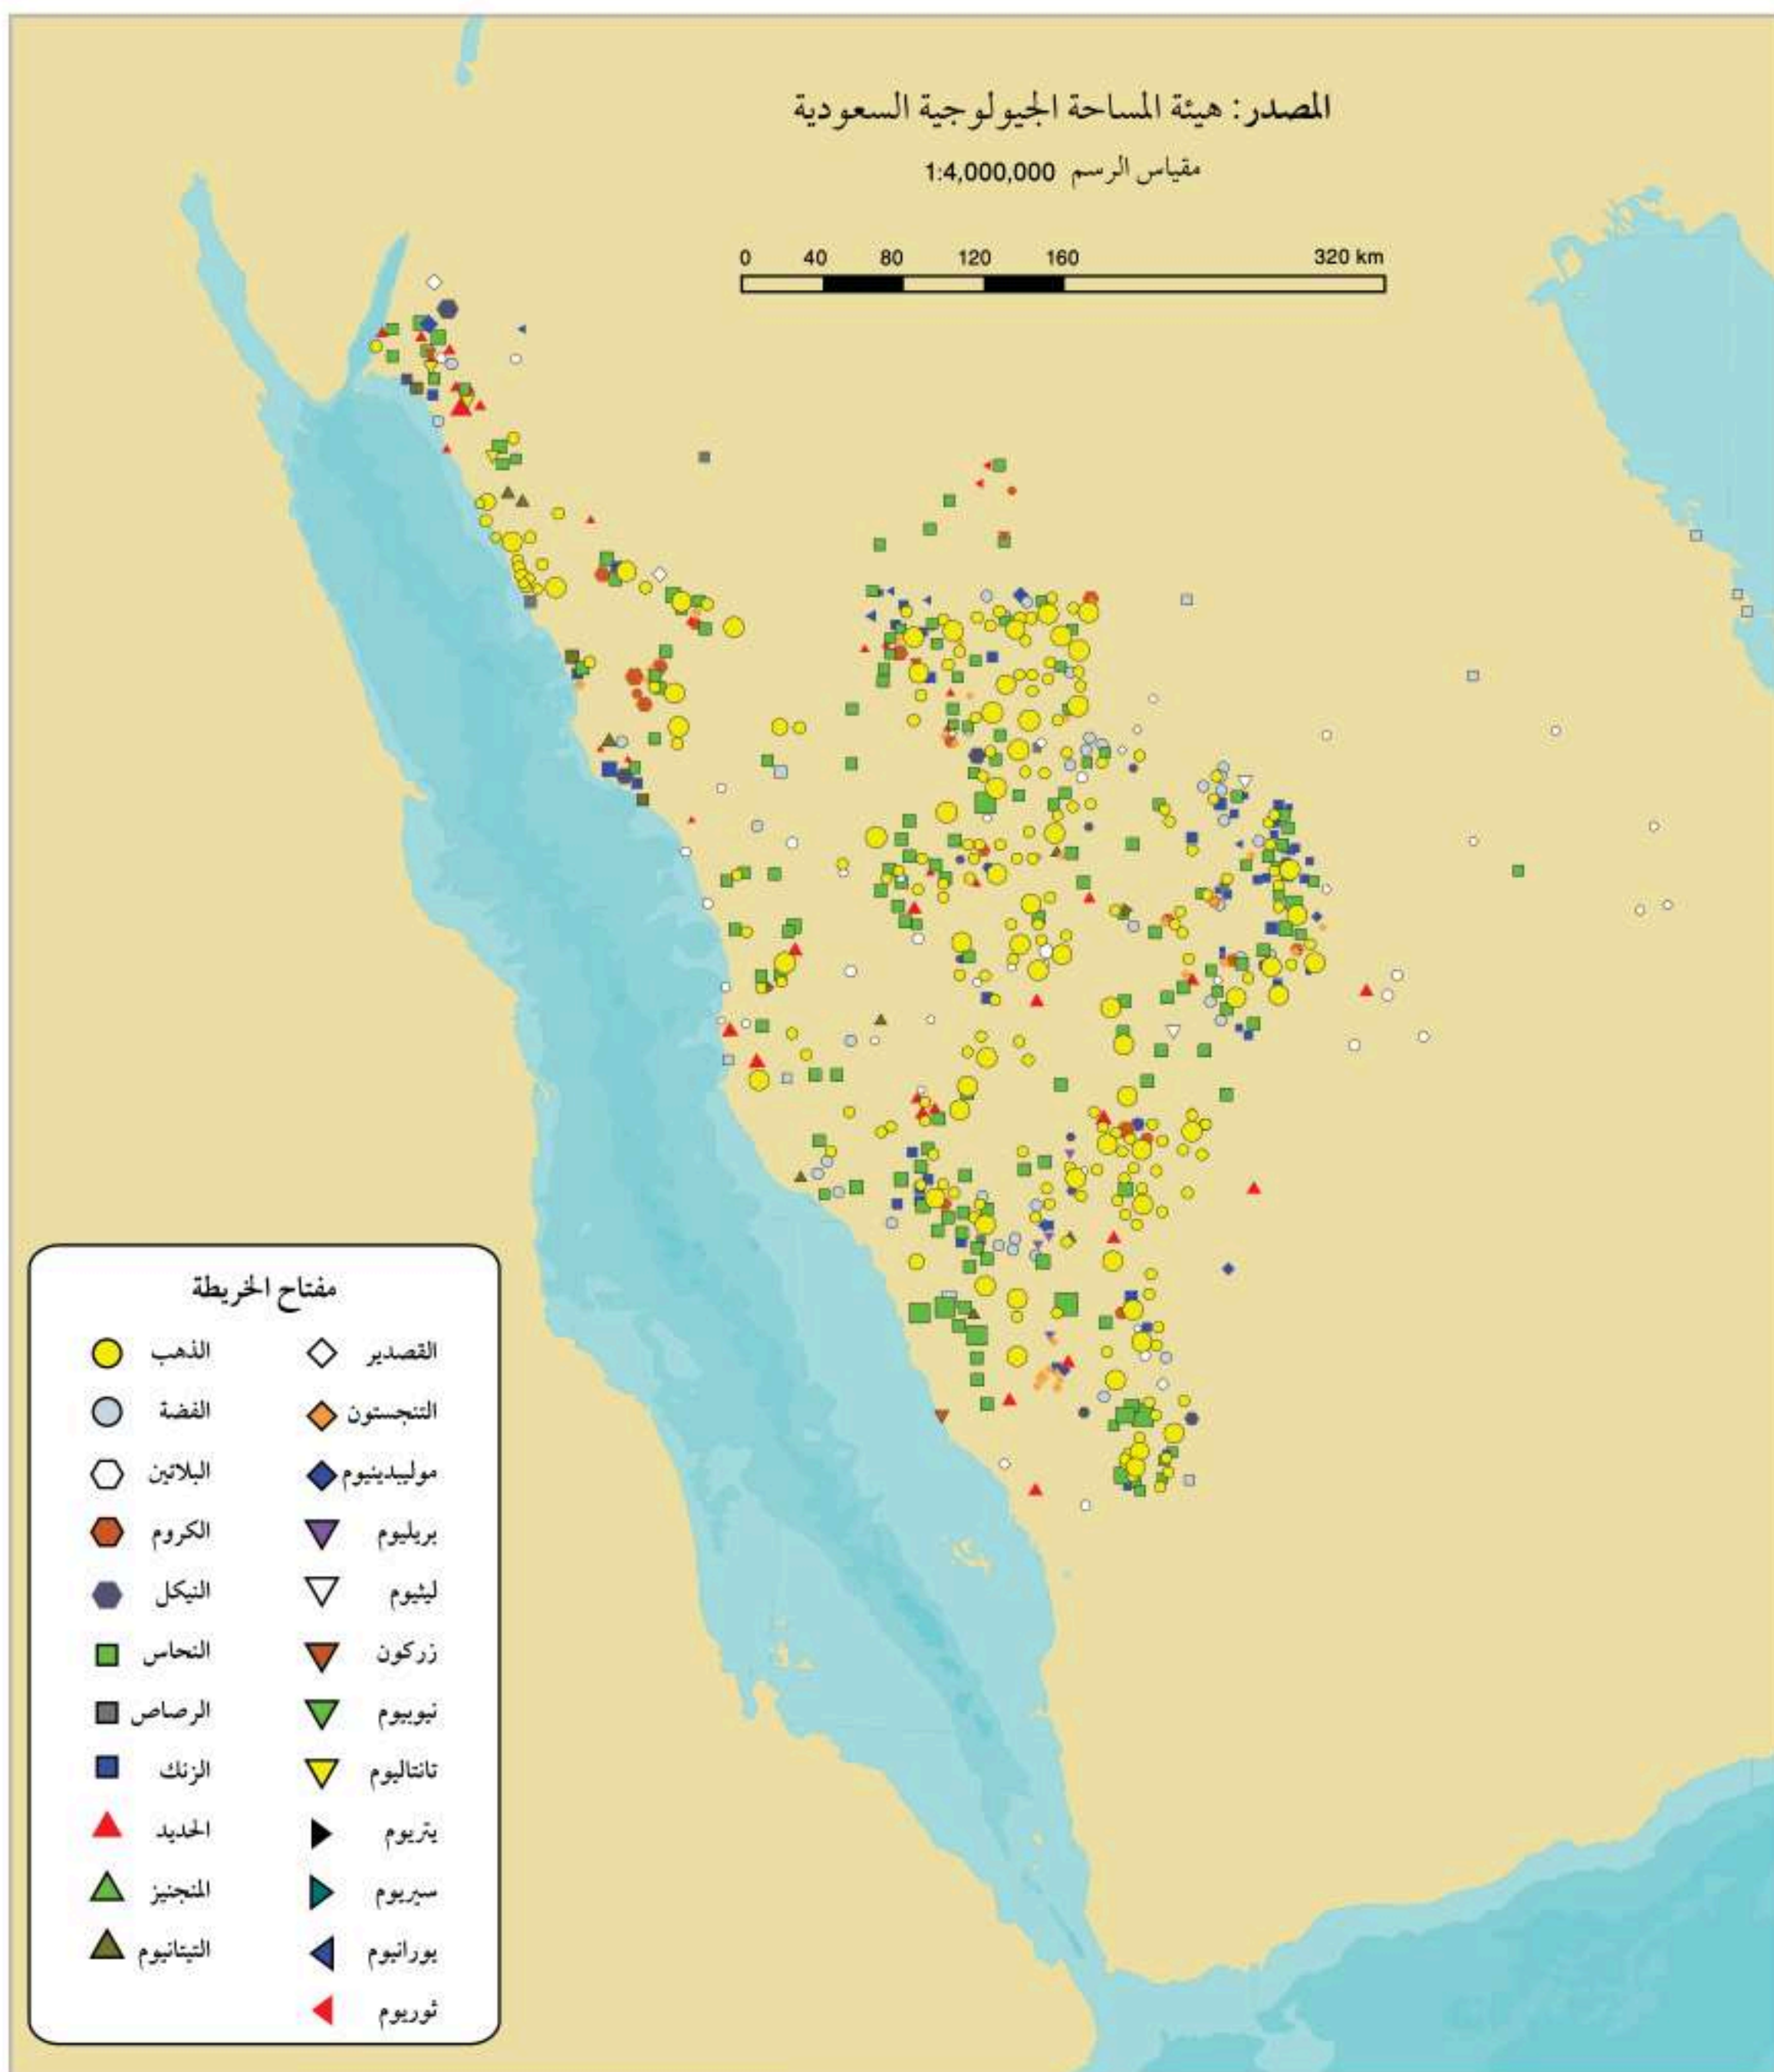 المصدر: هيئة المساحة الجيولوجية السعودية
مقياس الرسم 1:4,000,000
0 40 80 120 160 320 km
مفتاح الخريطة
القصدير الذهب
التنجستون الفضة
موليبدينيوم البلاتين
بريليوم الكروم
ليثيوم النيكل
زركون النحاس
نيوبيوم الرصاص
تانتاليوم الزنك
يتريوم الحديد
سيريوم المنجنيز
يورانيوم التيتانيوم
ثوريوم